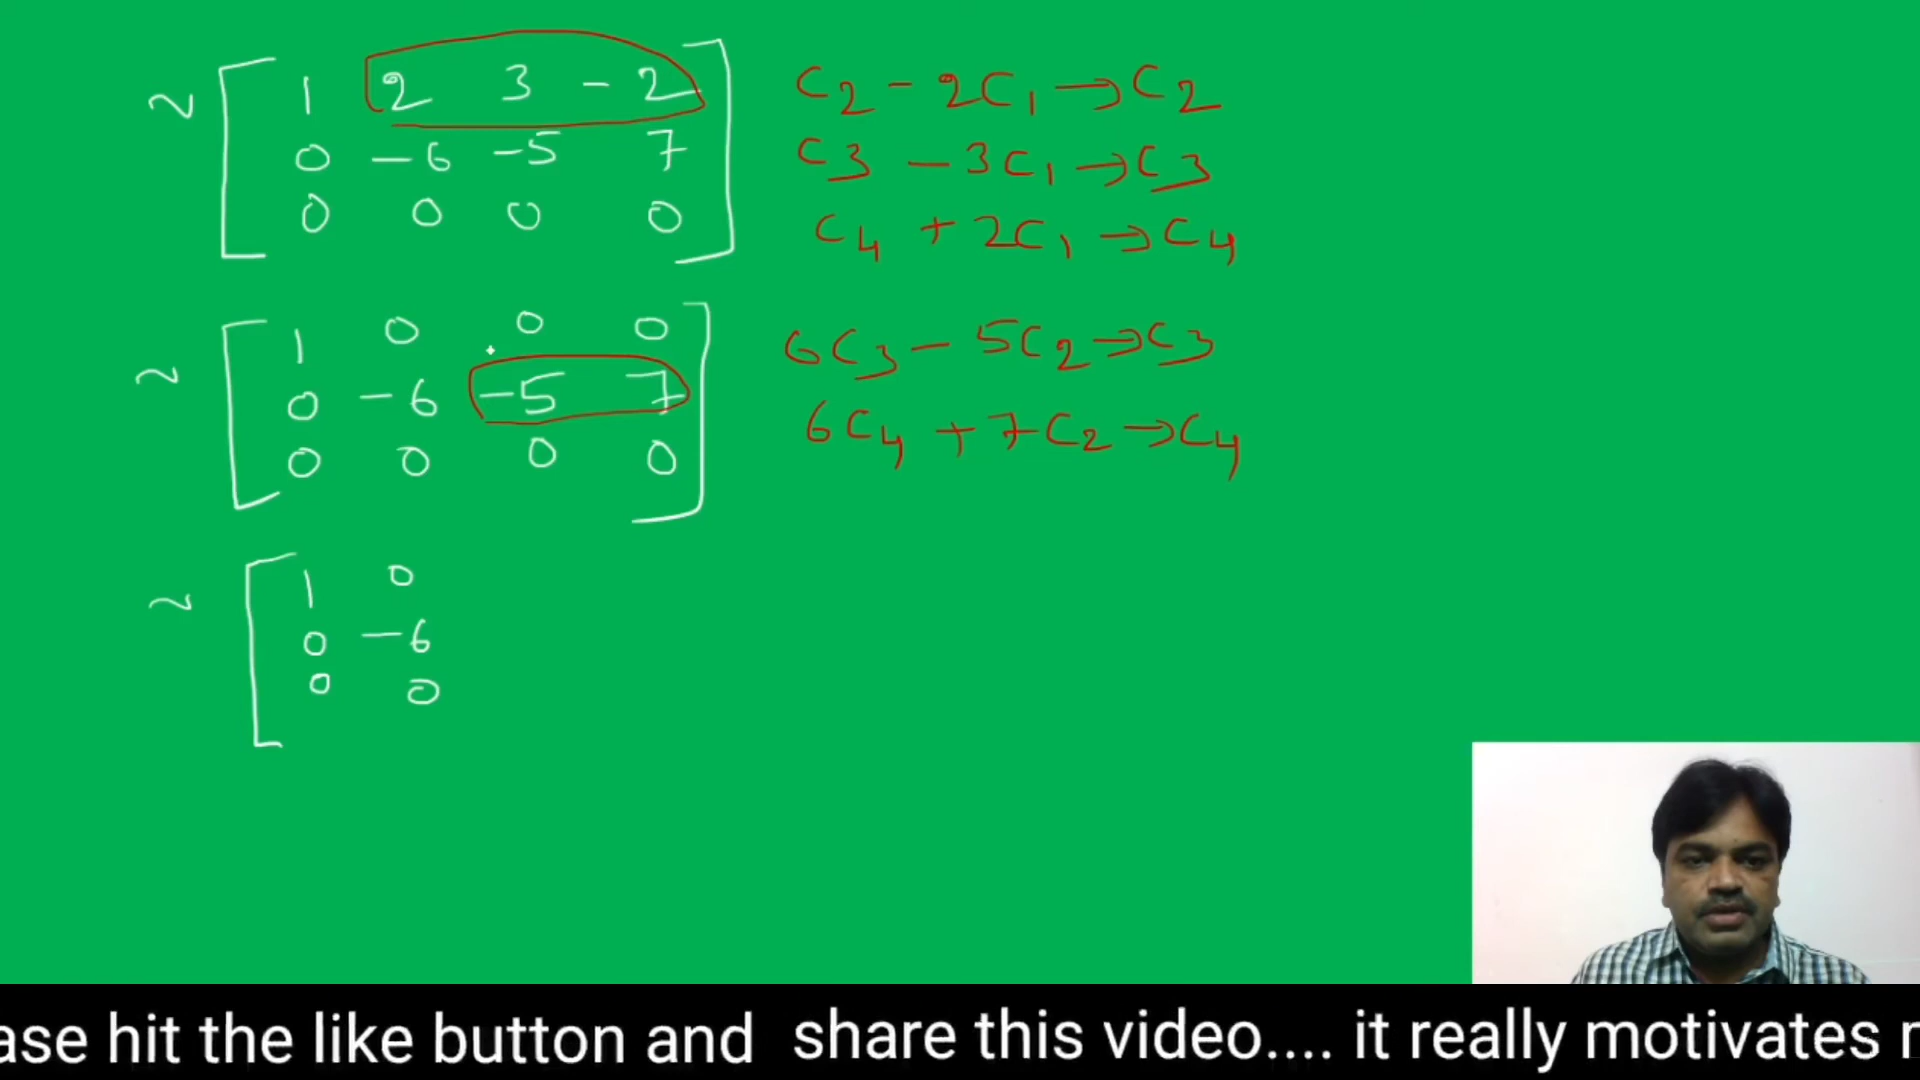 ~ [ 1 2 3 -2 ] C2 - 2C1 → C2
0 -6 -5 7 C3 - 3C1 → C3
0 0 0 0 C4 + 2C1 → C4
~ [ 1 0 0 0 ] 6C3 - 5C2 → C3
0 -6 -5 7 6C4 + 7C2 → C4
0 0 0 0
~ [ 1 0
0 -6
0 0
ase hit the like button and share this video.... it really motivates